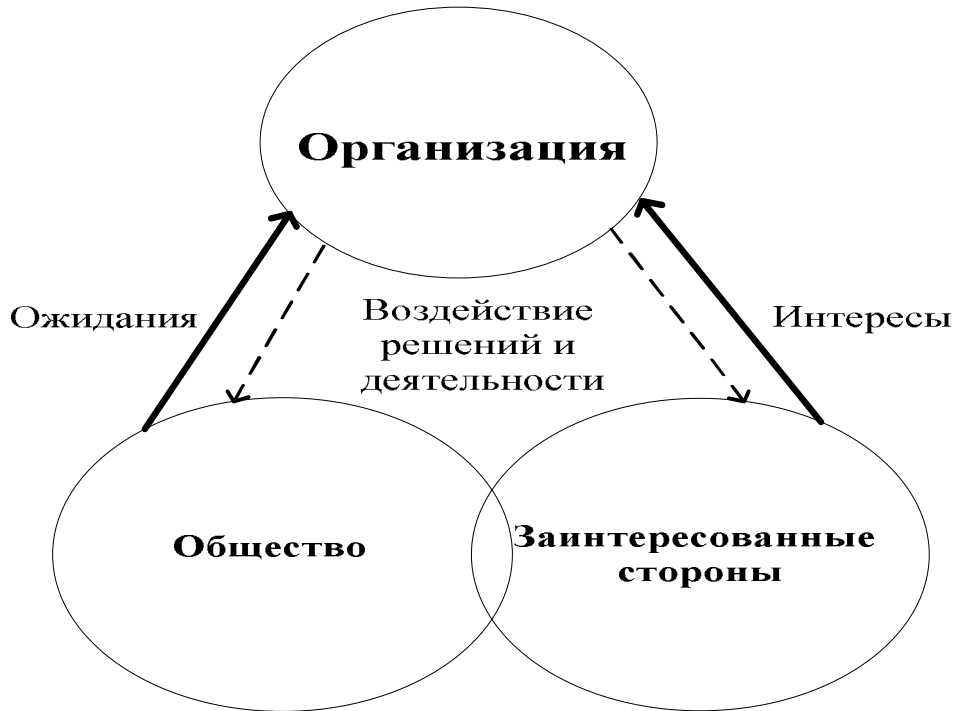 Организация
Ожидания
Воздействие
решений и
деятельности
Интересы
Общество
Заинтересованные
стороны